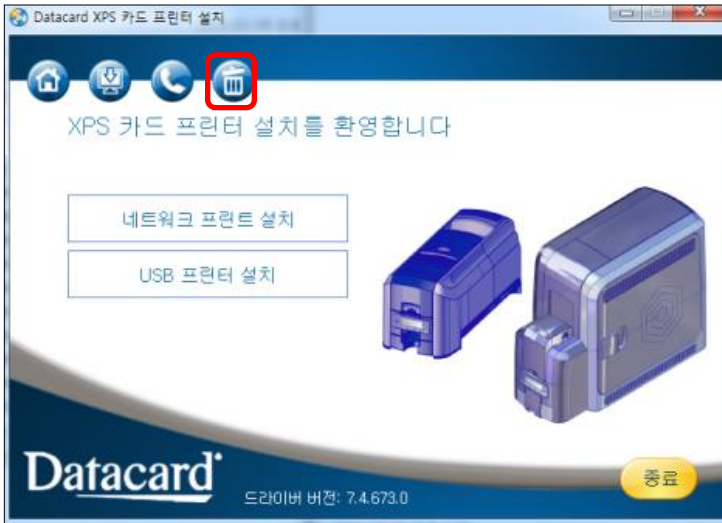 Datacard XPS 카드 프린터 설치
XPS 카드 프린터 설치를 환영합니다
네트워크 프린트 설치
USB 프린터 설치
Datacard
드라이버 버전: 7.4.673.0
종료